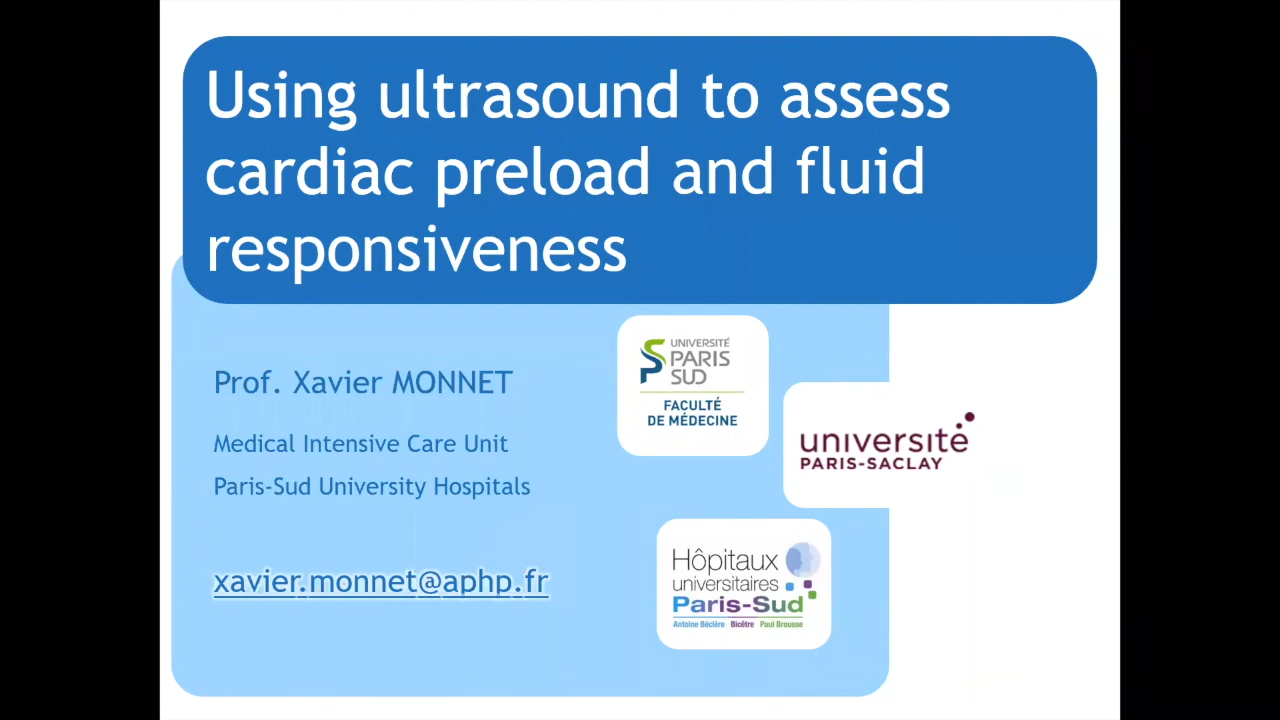 Using ultrasound to assess
cardiac preload and fluid
responsiveness
Prof. Xavier MONNET
Medical Intensive Care Unit
Paris-Sud University Hospitals
xavier.monnet@aphp.fr
UNIVERSITÉ
PARIS
SUD
FACULTÉ
DE MÉDECINE
université
PARIS-SACLAY
Hôpitaux
universitaires
Paris-Sud
Antoine Béclère Bicêtre Paul Brousse